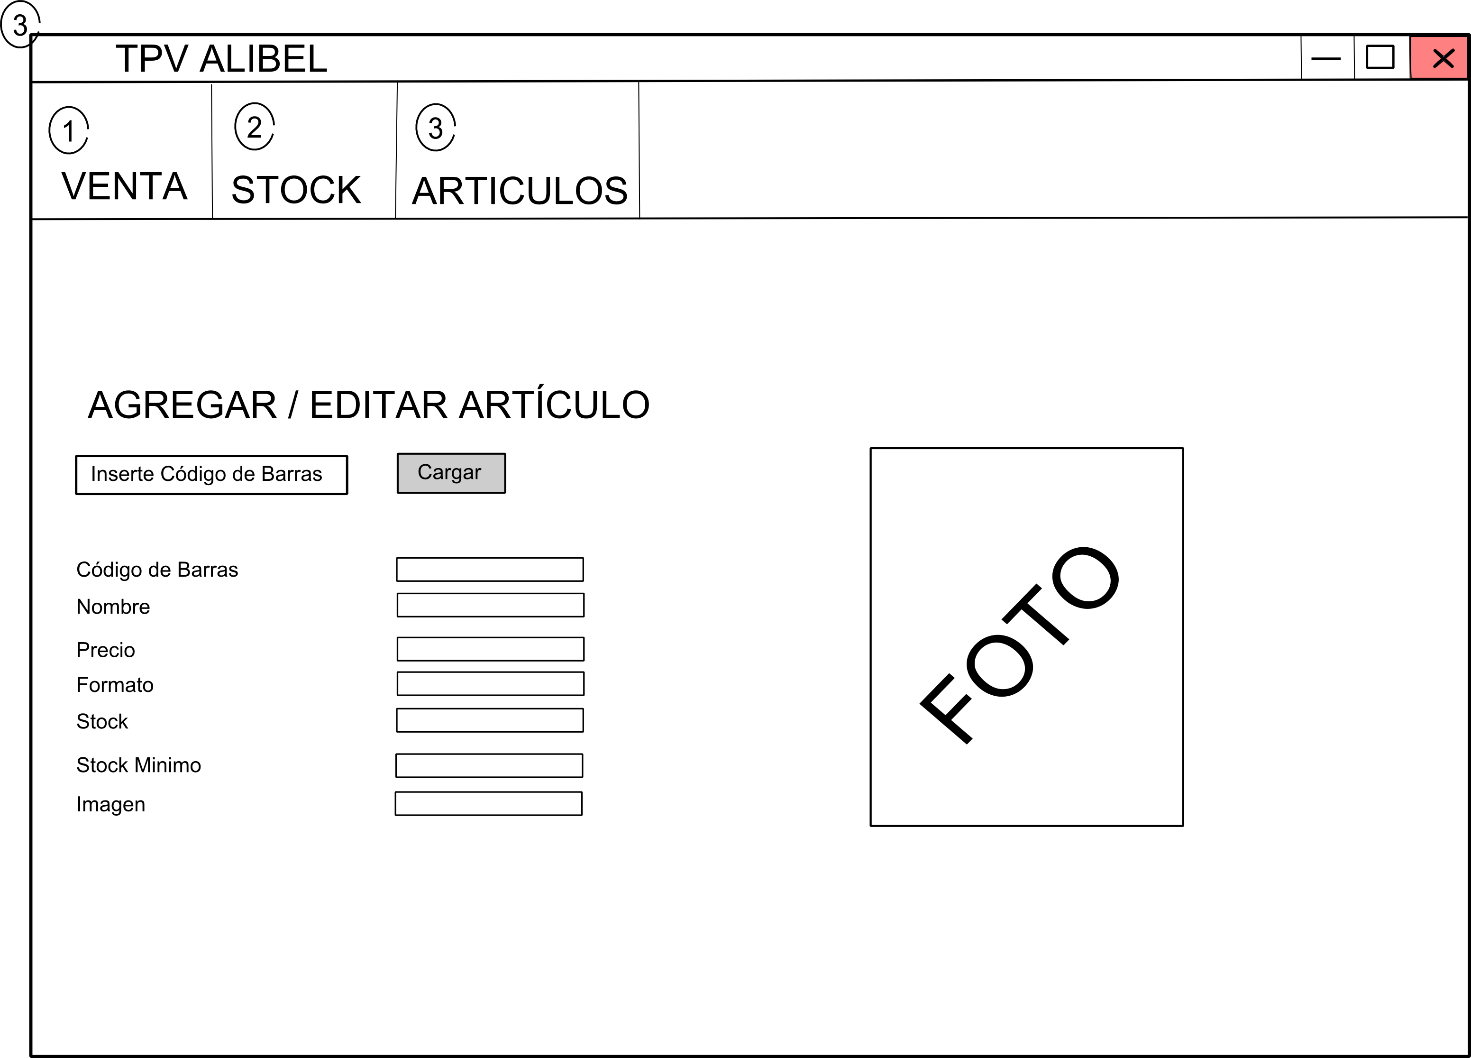 3
TPV ALIBEL
1
2
3
VENTA
STOCK
ARTICULOS
AGREGAR / EDITAR ARTÍCULO
Inserte Código de Barras
Cargar
Código de Barras
Nombre
Precio
Formato
Stock
Stock Minimo
Imagen
FOTO